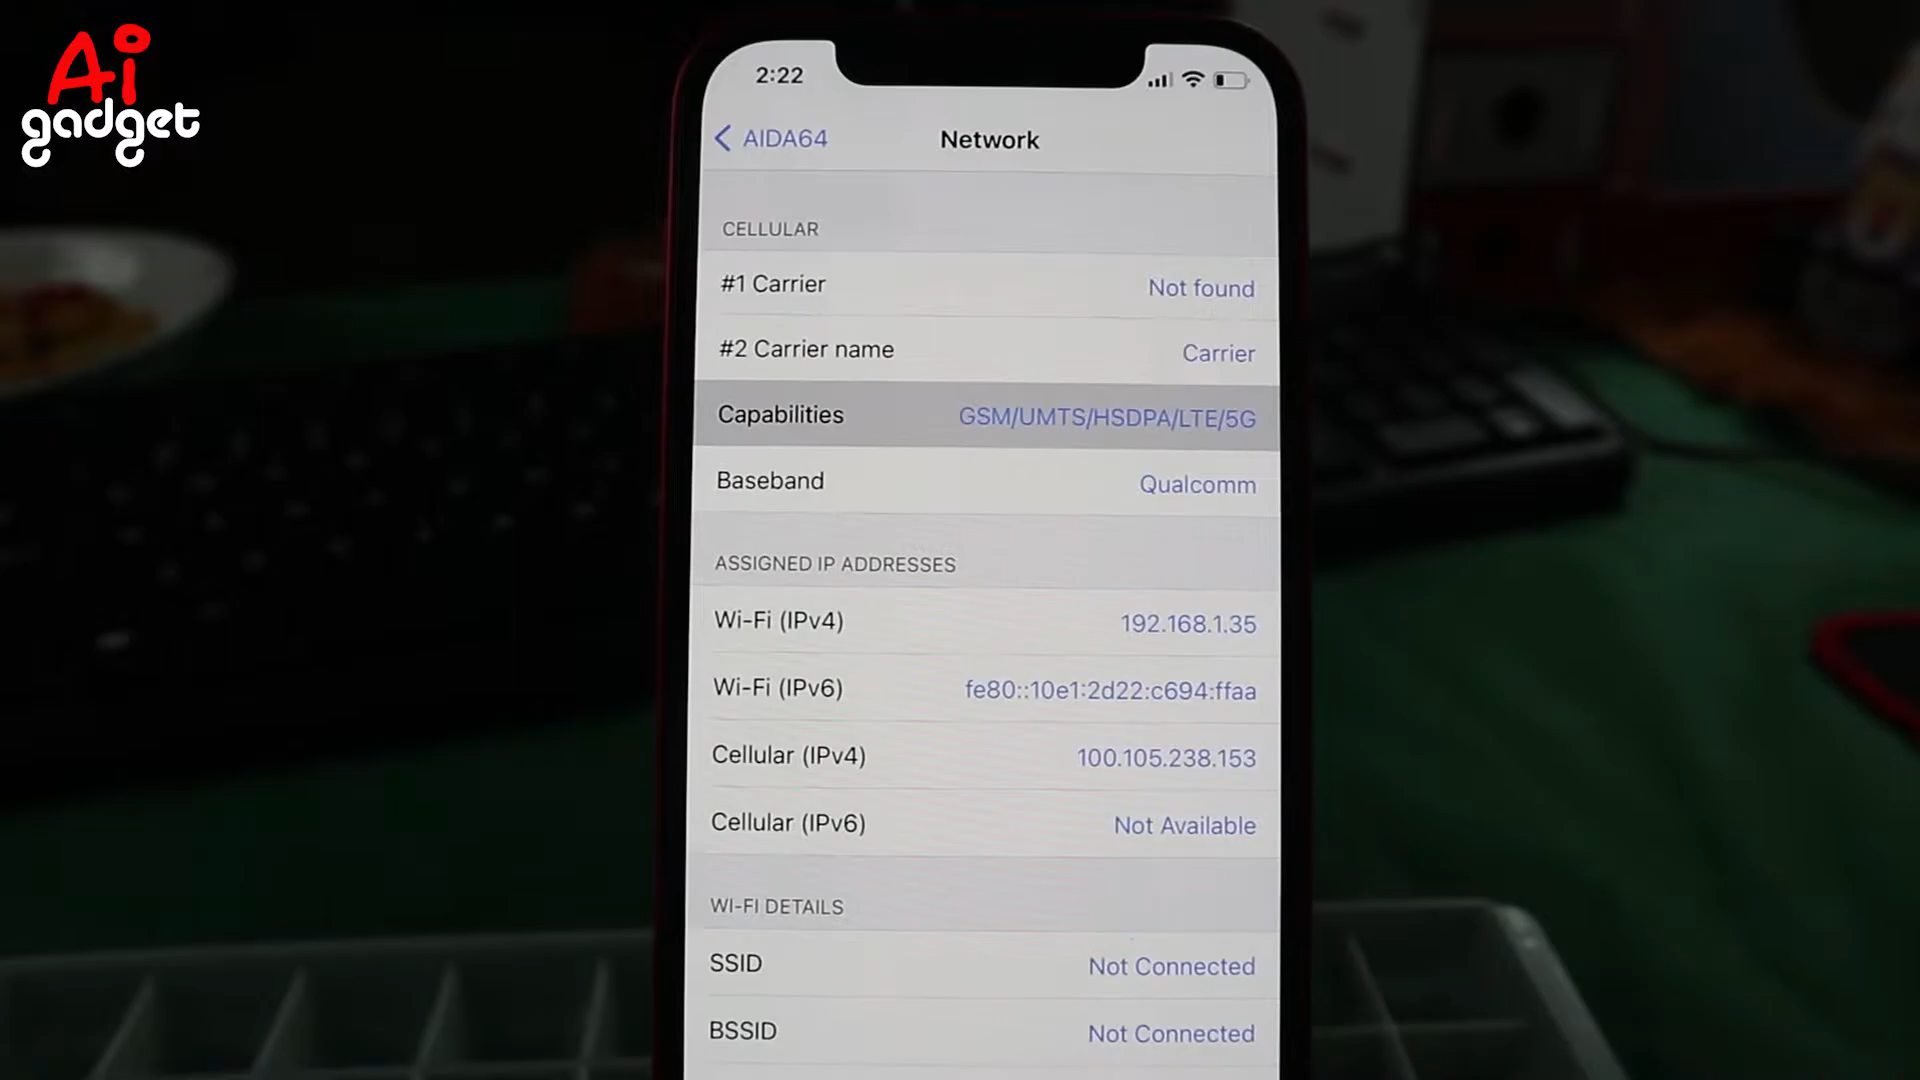 Ai
gadget
2:22
AIDA64
Network
CELLULAR
#1 Carrier Not found
#2 Carrier name Carrier
Capabilities GSM/UMTS/HSDPA/LTE/5G
Baseband Qualcomm
ASSIGNED IP ADDRESSES
Wi-Fi (IPv4) 192.168.1.35
Wi-Fi (IPv6) fe80::10e1:2d22:c694:ffaa
Cellular (IPv4) 100.105.238.153
Cellular (IPv6) Not Available
WI-FI DETAILS
SSID Not Connected
BSSID Not Connected